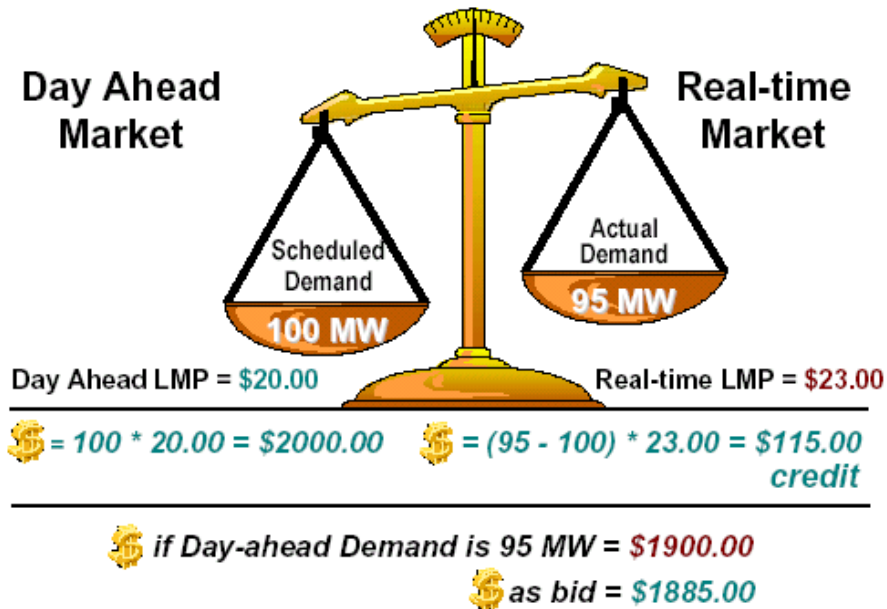 Day Ahead
Market
Real-time
Market
Scheduled
Demand
100 MW
Actual
Demand
95 MW
Day Ahead LMP = $20.00
Real-time LMP = $23.00
$ = 100 * 20.00 = $2000.00
$ = (95 - 100) * 23.00 = $115.00
credit
$ if Day-ahead Demand is 95 MW = $1900.00
$ as bid = $1885.00